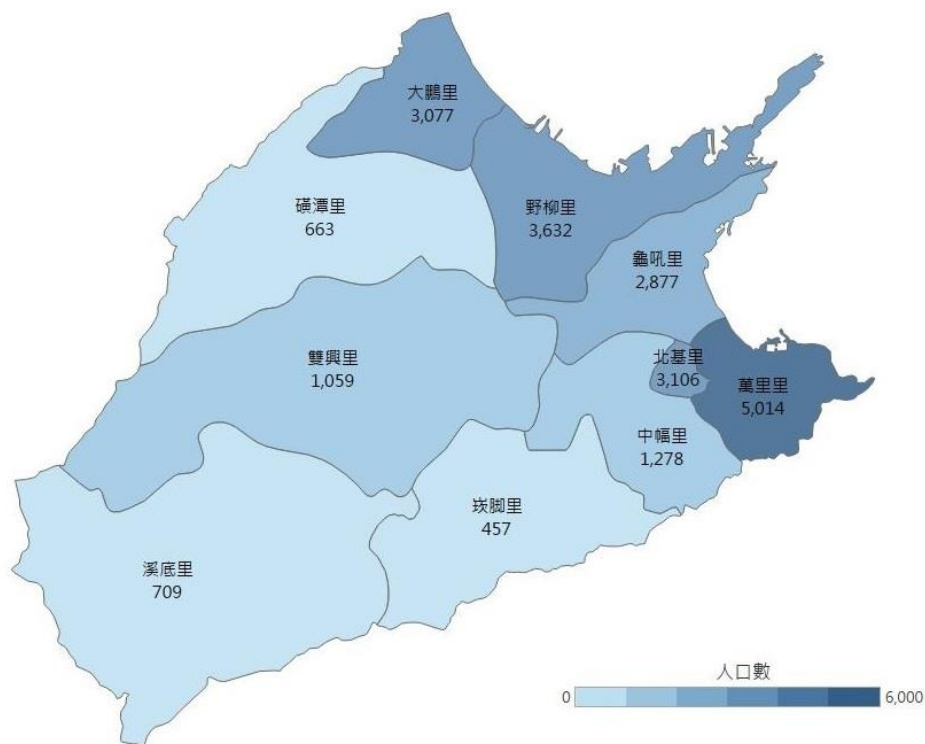 大鵬里
3,077
磺潭里
663
野柳里
3,632
龜吼里
2,877
雙興里
1,059
北基里
3,106
萬里里
5,014
中幅里
1,278
崁脚里
457
溪底里
709
人口數
0
6,000